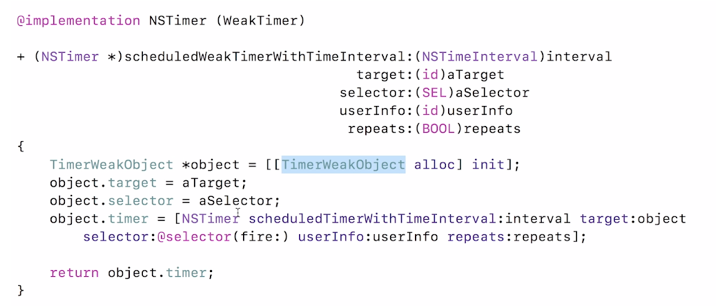 @implementation NSTimer (WeakTimer)
+ (NSTimer *)scheduledWeakTimerWithTimeInterval:(NSTimeInterval)interval
target:(id)aTarget
selector:(SEL)aSelector
userInfo:(id)userInfo
repeats:(BOOL)repeats
{
TimerWeakObject *object = [[TimerWeakObject alloc] init];
object.target = aTarget;
object.selector = aSelector;
object.timer = [NSTimer scheduledTimerWithTimeInterval:interval target:object
selector:@selector(fire:) userInfo:userInfo repeats:repeats];
return object.timer;
}